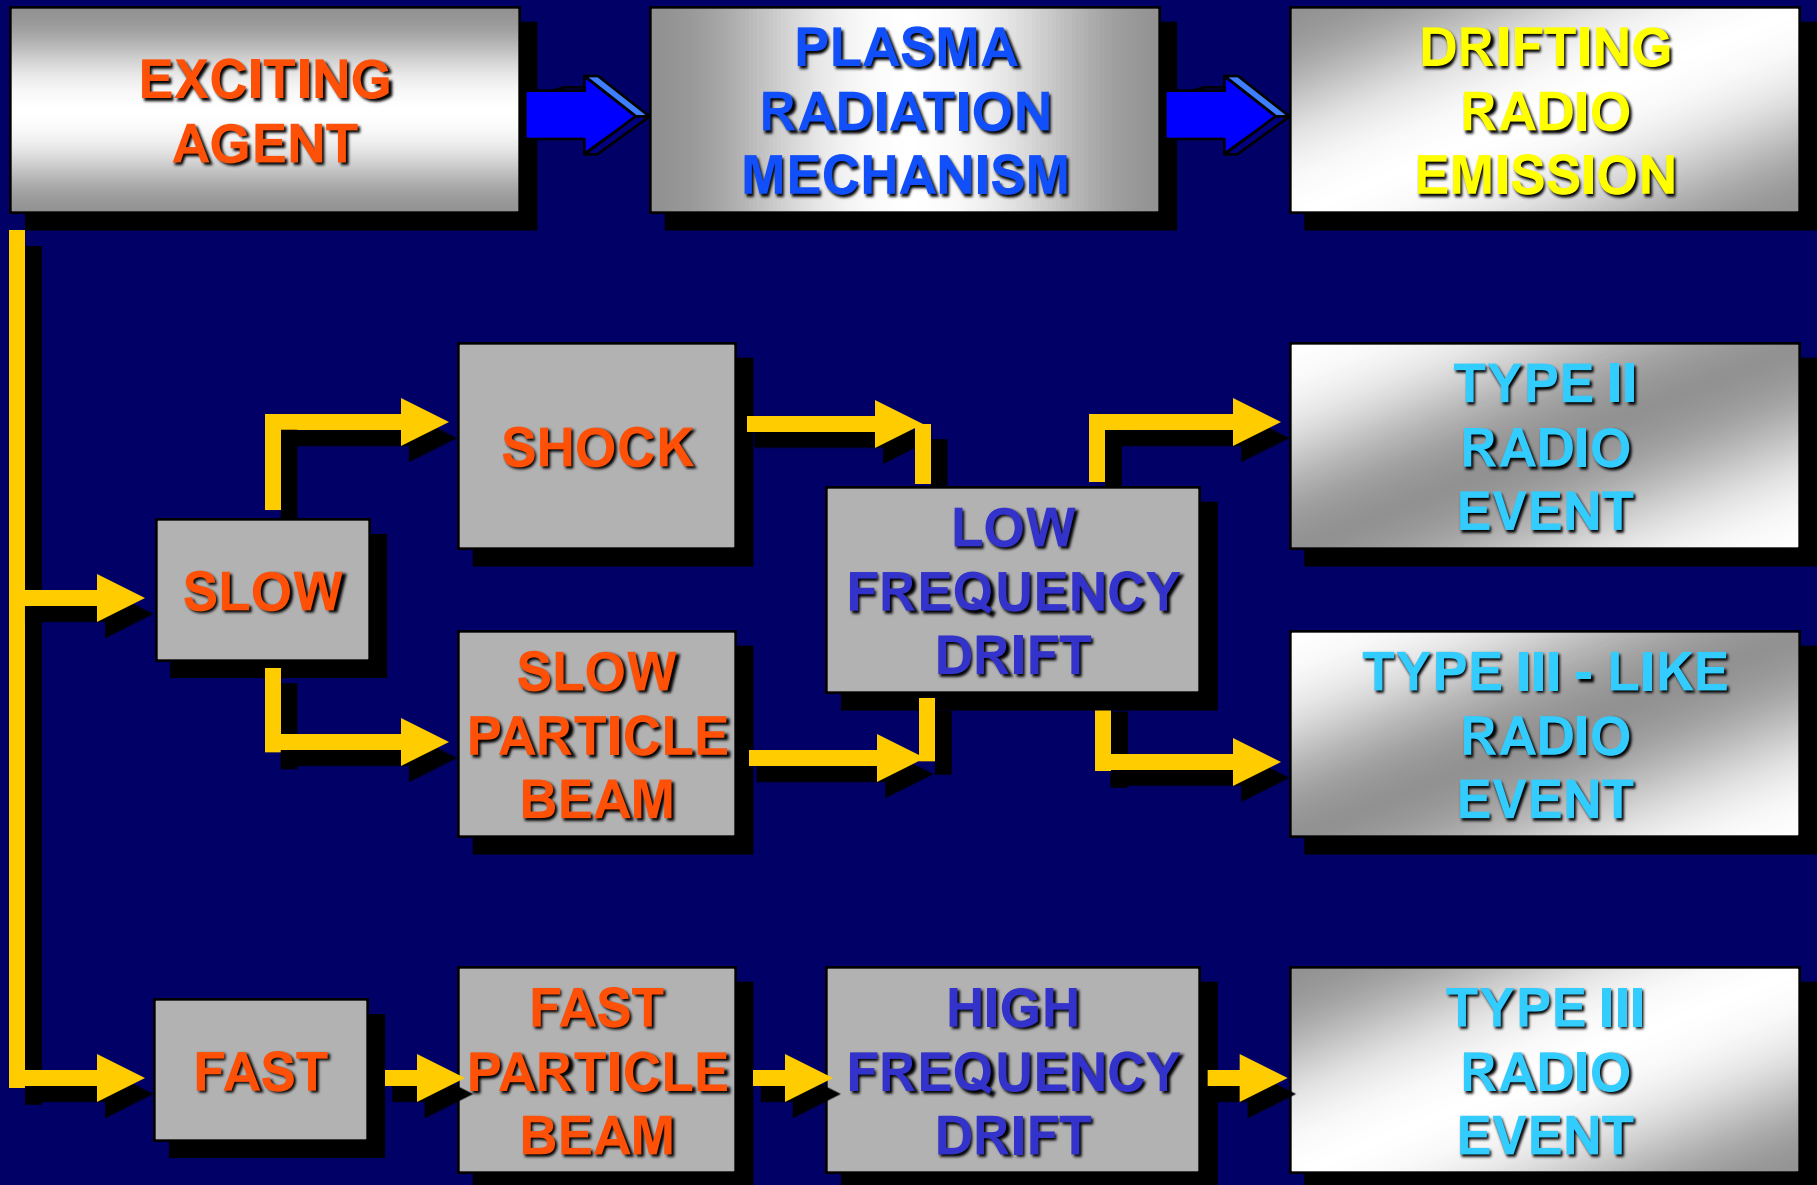 EXCITING
AGENT
PLASMA
RADIATION
MECHANISM
DRIFTING
RADIO
EMISSION
SLOW
SHOCK
SLOW
PARTICLE
BEAM
LOW
FREQUENCY
DRIFT
TYPE II
RADIO
EVENT
TYPE III - LIKE
RADIO
EVENT
FAST
FAST
PARTICLE
BEAM
HIGH
FREQUENCY
DRIFT
TYPE III
RADIO
EVENT